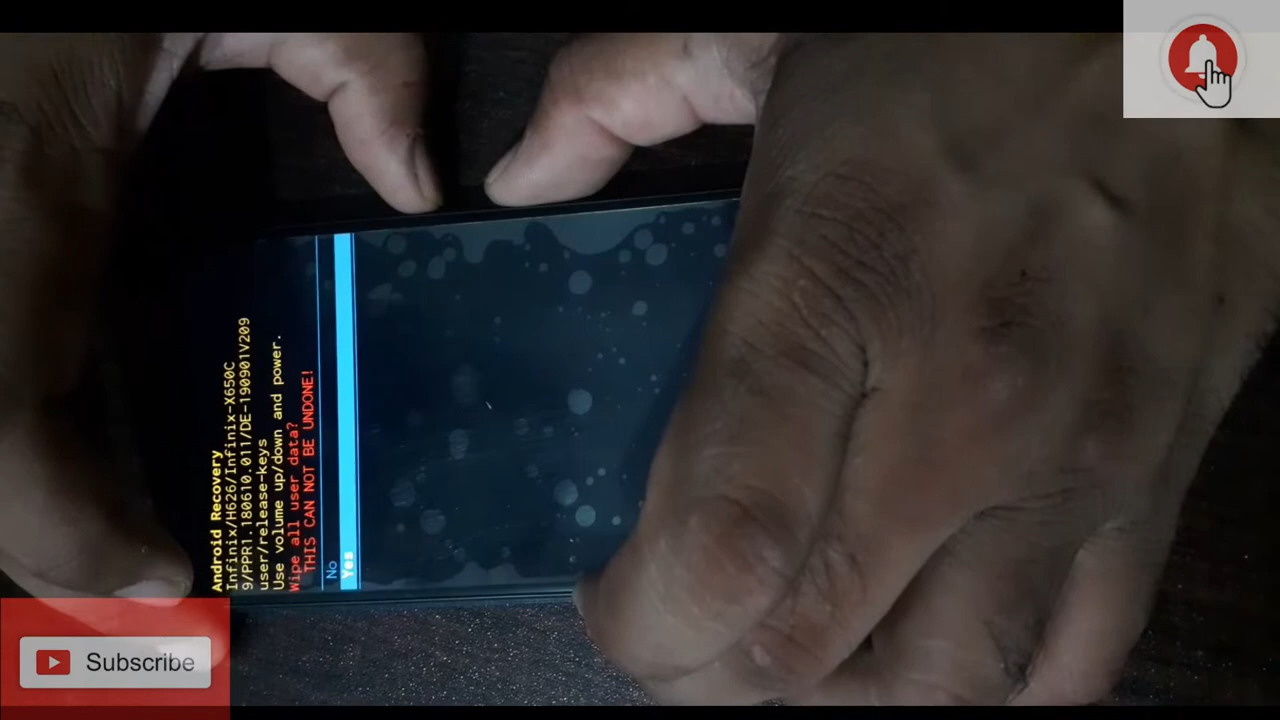 Android Recovery
Infinix/H626/Infinix-X650C
9/PPR1.180610.011/DE-190901V209
user/release-keys
Use volume up/down and power.
Wipe all user data?
THIS CAN NOT BE UNDONE!
No
Yes
Subscribe